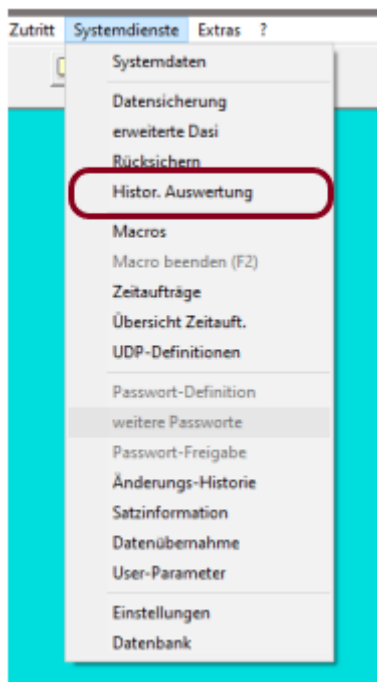 Zutritt Systemdienste Extras ?
Systemdaten
Datensicherung
erweiterte Dasi
Rücksichern
Histor. Auswertung
Macros
Macro beenden (F2)
Zeitaufträge
Übersicht Zeitauft.
UDP-Definitionen
Passwort-Definition
weitere Passworte
Passwort-Freigabe
Änderungs-Historie
Satzinformation
Datenübernahme
User-Parameter
Einstellungen
Datenbank